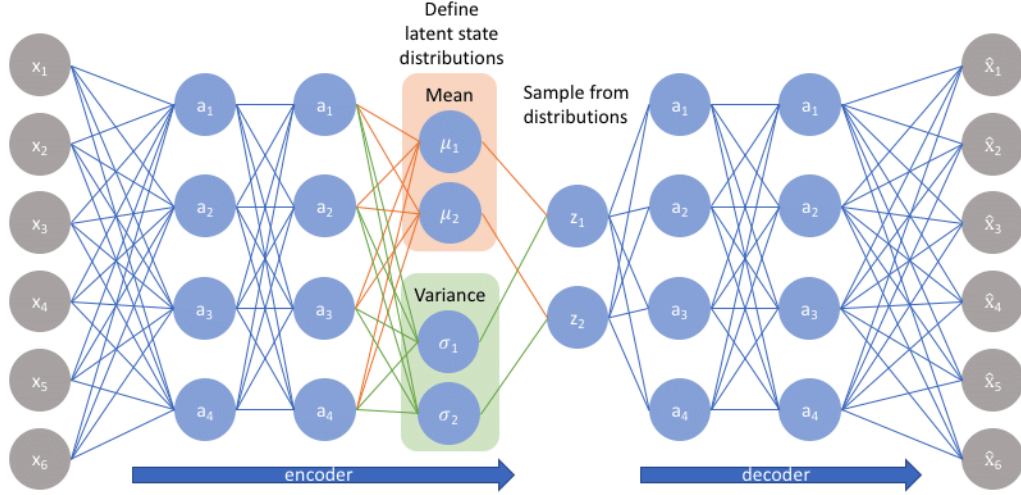 Define
latent state
distributions
Mean
Sample from
distributions
Variance
x₁
x₂
x₃
x₄
x₅
x₆
a₁
a₂
a₃
a₄
a₁
a₂
a₃
a₄
μ₁
μ₂
σ₁
σ₂
z₁
z₂
a₁
a₂
a₃
a₄
a₁
a₂
a₃
a₄
x̂₁
x̂₂
x̂₃
x̂₄
x̂₅
x̂₆
encoder
decoder